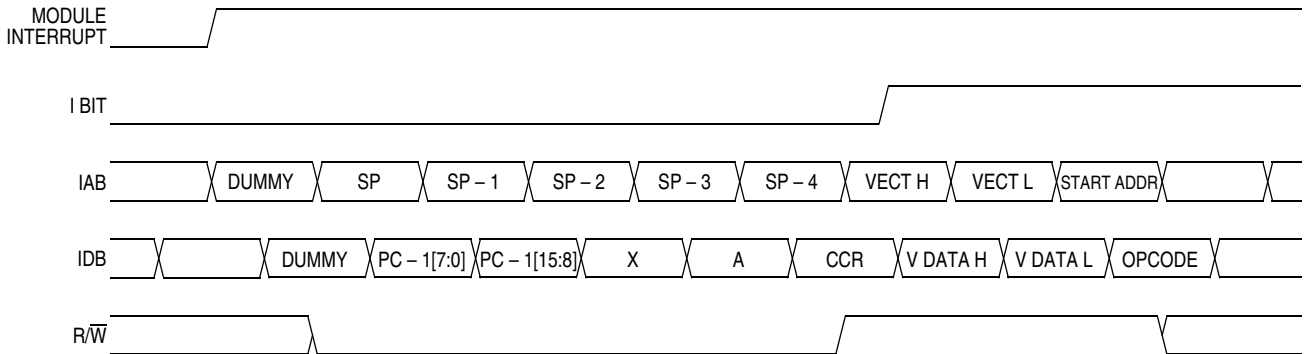 MODULE
INTERRUPT
I BIT
IAB DUMMY SP SP – 1 SP – 2 SP – 3 SP – 4 VECT H VECT L START ADDR
IDB DUMMY PC – 1[7:0] PC – 1[15:8] X A CCR V DATA H V DATA L OPCODE
R/W̅